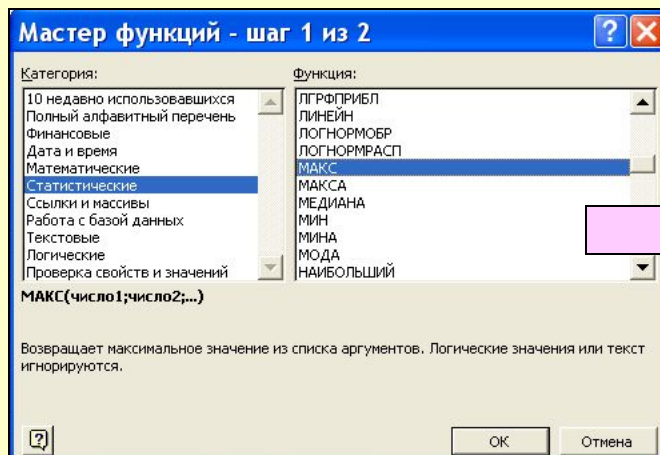 Мастер функций - шаг 1 из 2
Категория:
10 недавно использовавшихся
Полный алфавитный перечень
Финансовые
Дата и время
Математические
Статистические
Ссылки и массивы
Работа с базой данных
Текстовые
Логические
Проверка свойств и значений
Функция:
ЛГРФПРИБЛ
ЛИНЕЙН
ЛОГНОРМОБР
ЛОГНОРМРАСП
МАКС
МАКСА
МЕДИАНА
МИН
МИНА
МОДА
НАИБОЛЬШИЙ
МАКС(число1;число2;...)
Возвращает максимальное значение из списка аргументов. Логические значения или текст
игнорируются.
ОК
Отмена